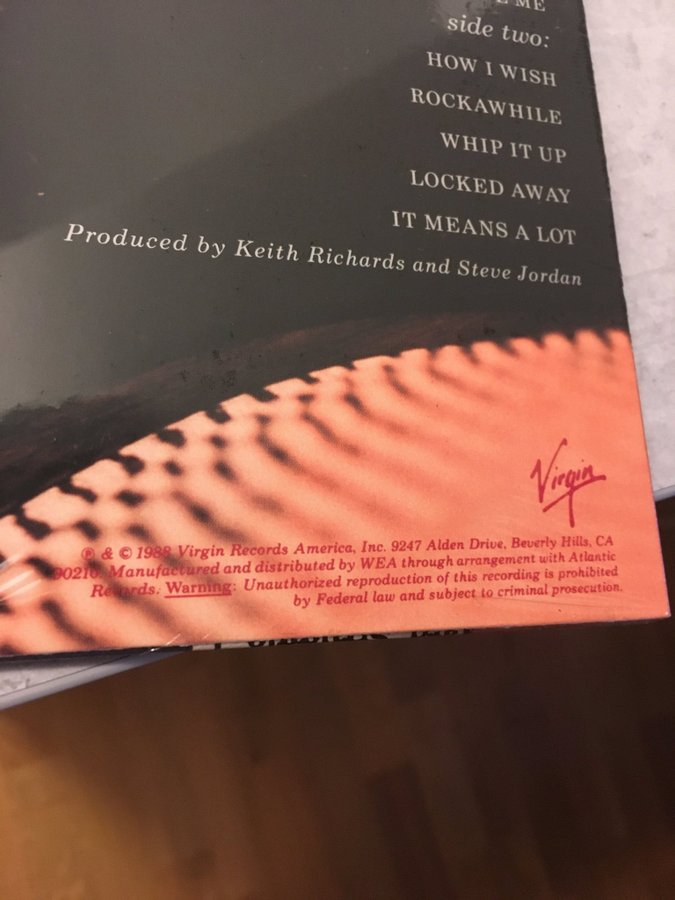 ME
side two:
HOW I WISH
ROCKAWHILE
WHIP IT UP
LOCKED AWAY
IT MEANS A LOT
Produced by Keith Richards and Steve Jordan
Virgin
℗ & © 1988 Virgin Records America, Inc. 9247 Alden Drive, Beverly Hills, CA
90210. Manufactured and distributed by WEA through arrangement with Atlantic
Records. Warning: Unauthorized reproduction of this recording is prohibited
by Federal law and subject to criminal prosecution.